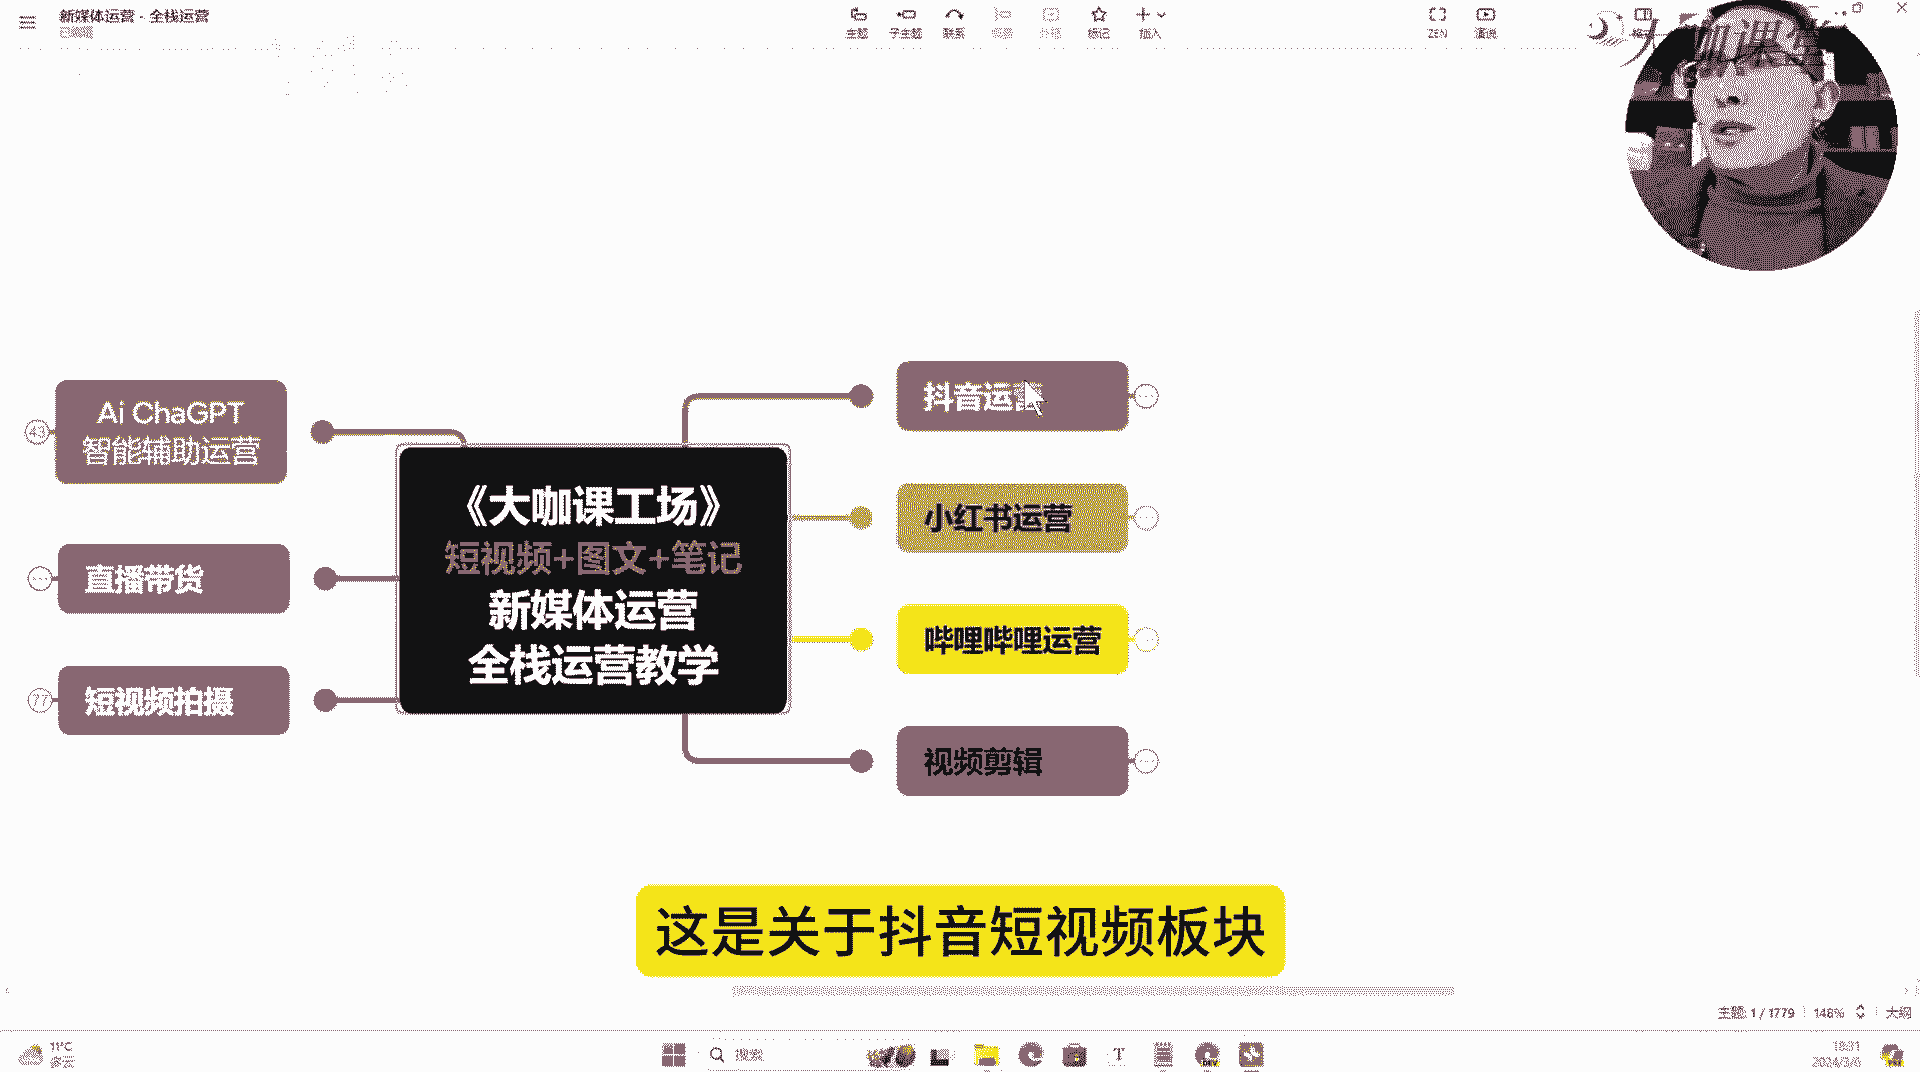 新媒体运营 - 全栈运营
已编辑
主题
子主题
联系
概要
外框
标记
插入
ZEN
演说
大咖课堂
抖音运营
Ai ChaGPT
智能辅助运营
43
《大咖课工场》
短视频+图文+笔记
新媒体运营
全栈运营教学
小红书运营
直播带货
哔哩哔哩运营
短视频拍摄
77
视频剪辑
这是关于抖音短视频板块
主题: 1 / 1779
148%
大纲
11°C
多云
搜索
2024/3/6